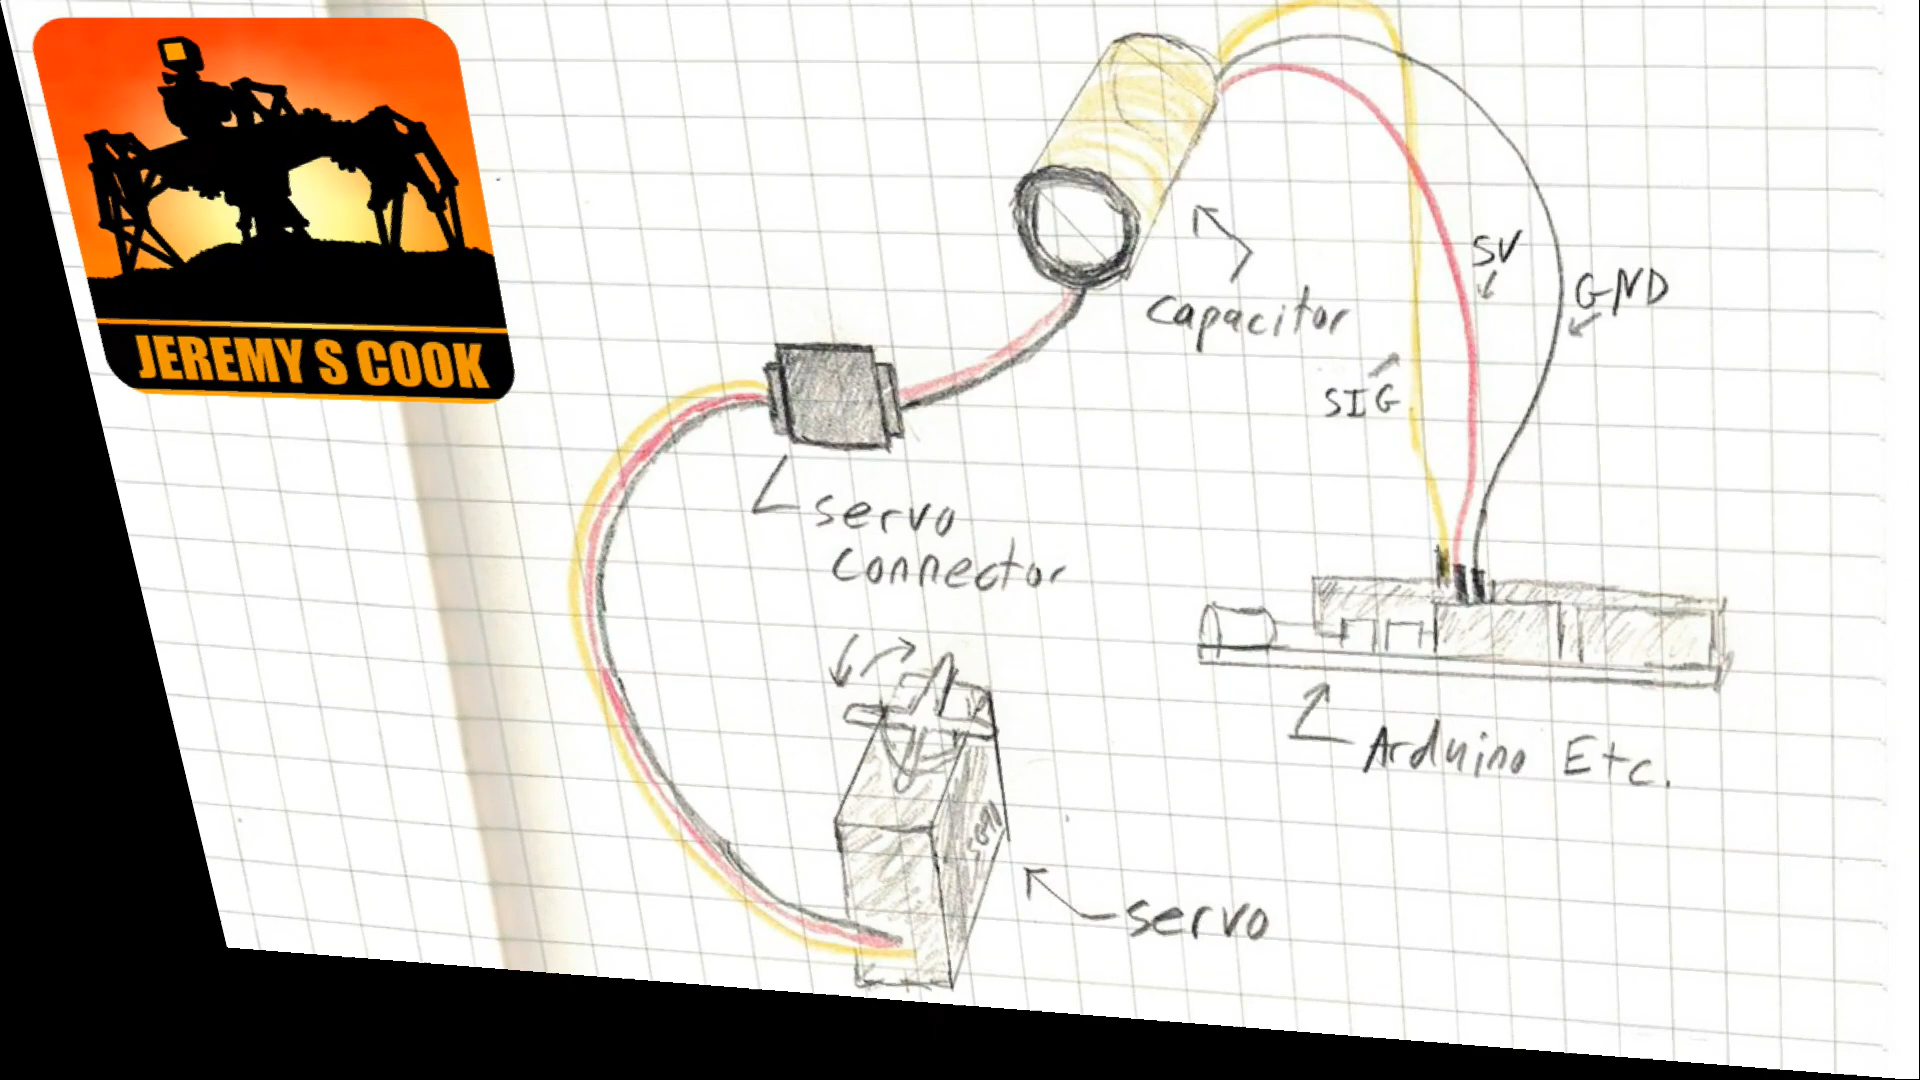 JEREMY S COOK
capacitor
5V
GND
SIG
servo
connector
Arduino Etc.
servo